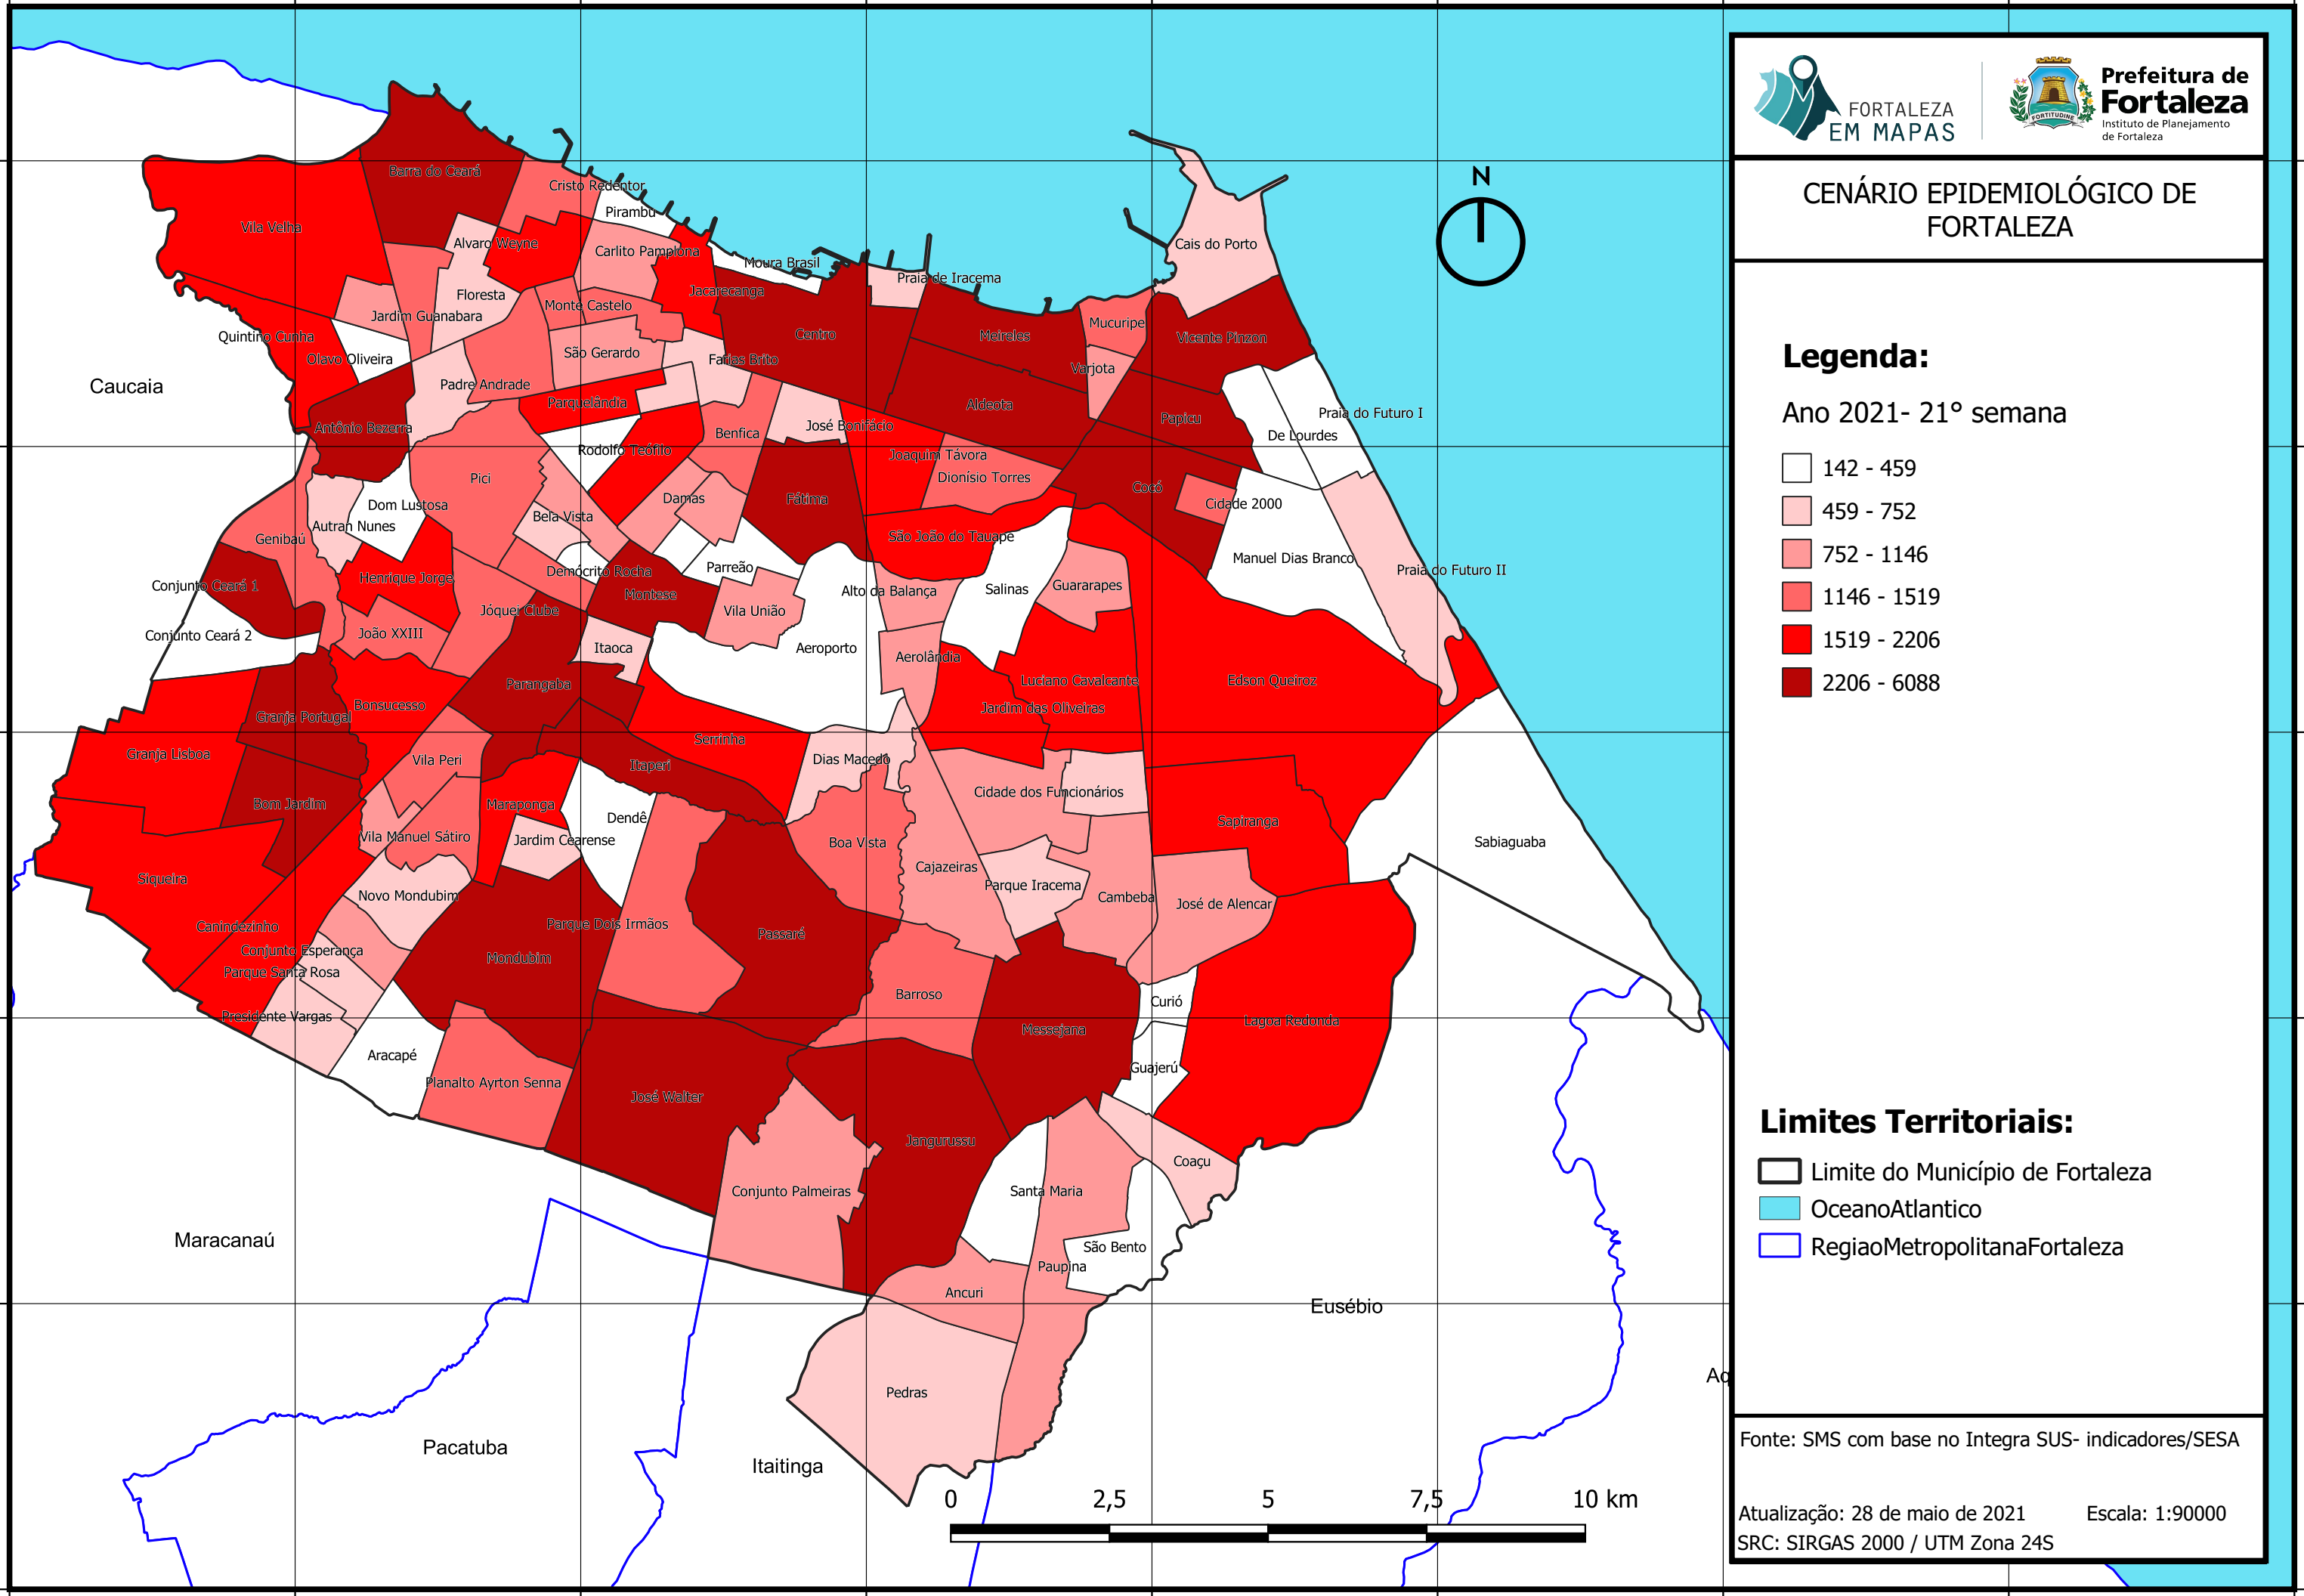 FORTALEZA
EM MAPAS
FORTITUDINE
Prefeitura de
Fortaleza
Instituto de Planejamento
de Fortaleza
CENÁRIO EPIDEMIOLÓGICO DE
FORTALEZA
N
Legenda:
Ano 2021- 21° semana
142 - 459
459 - 752
752 - 1146
1146 - 1519
1519 - 2206
2206 - 6088
Limites Territoriais:
Limite do Município de Fortaleza
OceanoAtlantico
RegiaoMetropolitanaFortaleza
Fonte: SMS com base no Integra SUS- indicadores/SESA
Atualização: 28 de maio de 2021 Escala: 1:90000
SRC: SIRGAS 2000 / UTM Zona 24S
Barra do Ceará
Cristo Redentor
Pirambu
Vila Velha
Alvaro Weyne
Carlito Pamplona
Moura Brasil
Cais do Porto
Praia de Iracema
Jacarecanga
Floresta
Monte Castelo
Jardim Guanabara
Quintino Cunha
Centro
Meireles
Mucuripe
Vicente Pinzon
Olavo Oliveira
São Gerardo
Farias Brito
Varjota
Caucaia
Padre Andrade
Parquelândia
Aldeota
Papicu
Praia do Futuro I
Antônio Bezerra
José Bonifácio
Benfica
De Lourdes
Rodolfo Teófilo
Joaquim Távora
Pici
Dionísio Torres
Cocó
Damas
Fátima
Cidade 2000
Dom Lustosa
Bela Vista
Autran Nunes
Genibaú
São João do Tauape
Manuel Dias Branco
Parreão
Praia do Futuro II
Demócrito Rocha
Henrique Jorge
Conjunto Ceará 1
Montese
Alto da Balança
Salinas
Guararapes
Jóquer Clube
Vila União
João XXIII
Conjunto Ceará 2
Itaoca
Aeroporto
Aerolândia
Parangaba
Luciano Cavalcante
Edson Queiroz
Bonsucesso
Jardim das Oliveiras
Granja Portugal
Serrinha
Granja Lisboa
Vila Peri
Dias Macedo
Itaperi
Cidade dos Funcionários
Bom Jardim
Maraponga
Dendê
Sapiranga
Vila Manuel Sátiro
Jardim Cearense
Boa Vista
Sabiaguaba
Cajazeiras
Siqueira
Parque Iracema
Novo Mondubim
Cambeba
José de Alencar
Canindezinho
Parque Dois Irmãos
Passaré
Conjunto Esperança
Mondubim
Parque Santa Rosa
Barroso
Curió
Presidente Vargas
Messejana
Lagoa Redonda
Aracapé
Guajerú
Planalto Ayrton Senna
José Walter
Jangurussu
Coaçu
Conjunto Palmeiras
Santa Maria
Maracanaú
São Bento
Paupina
Ancuri
Eusébio
Aq
Pedras
Pacatuba
Itaitinga
0 2,5 5 7,5 10 km